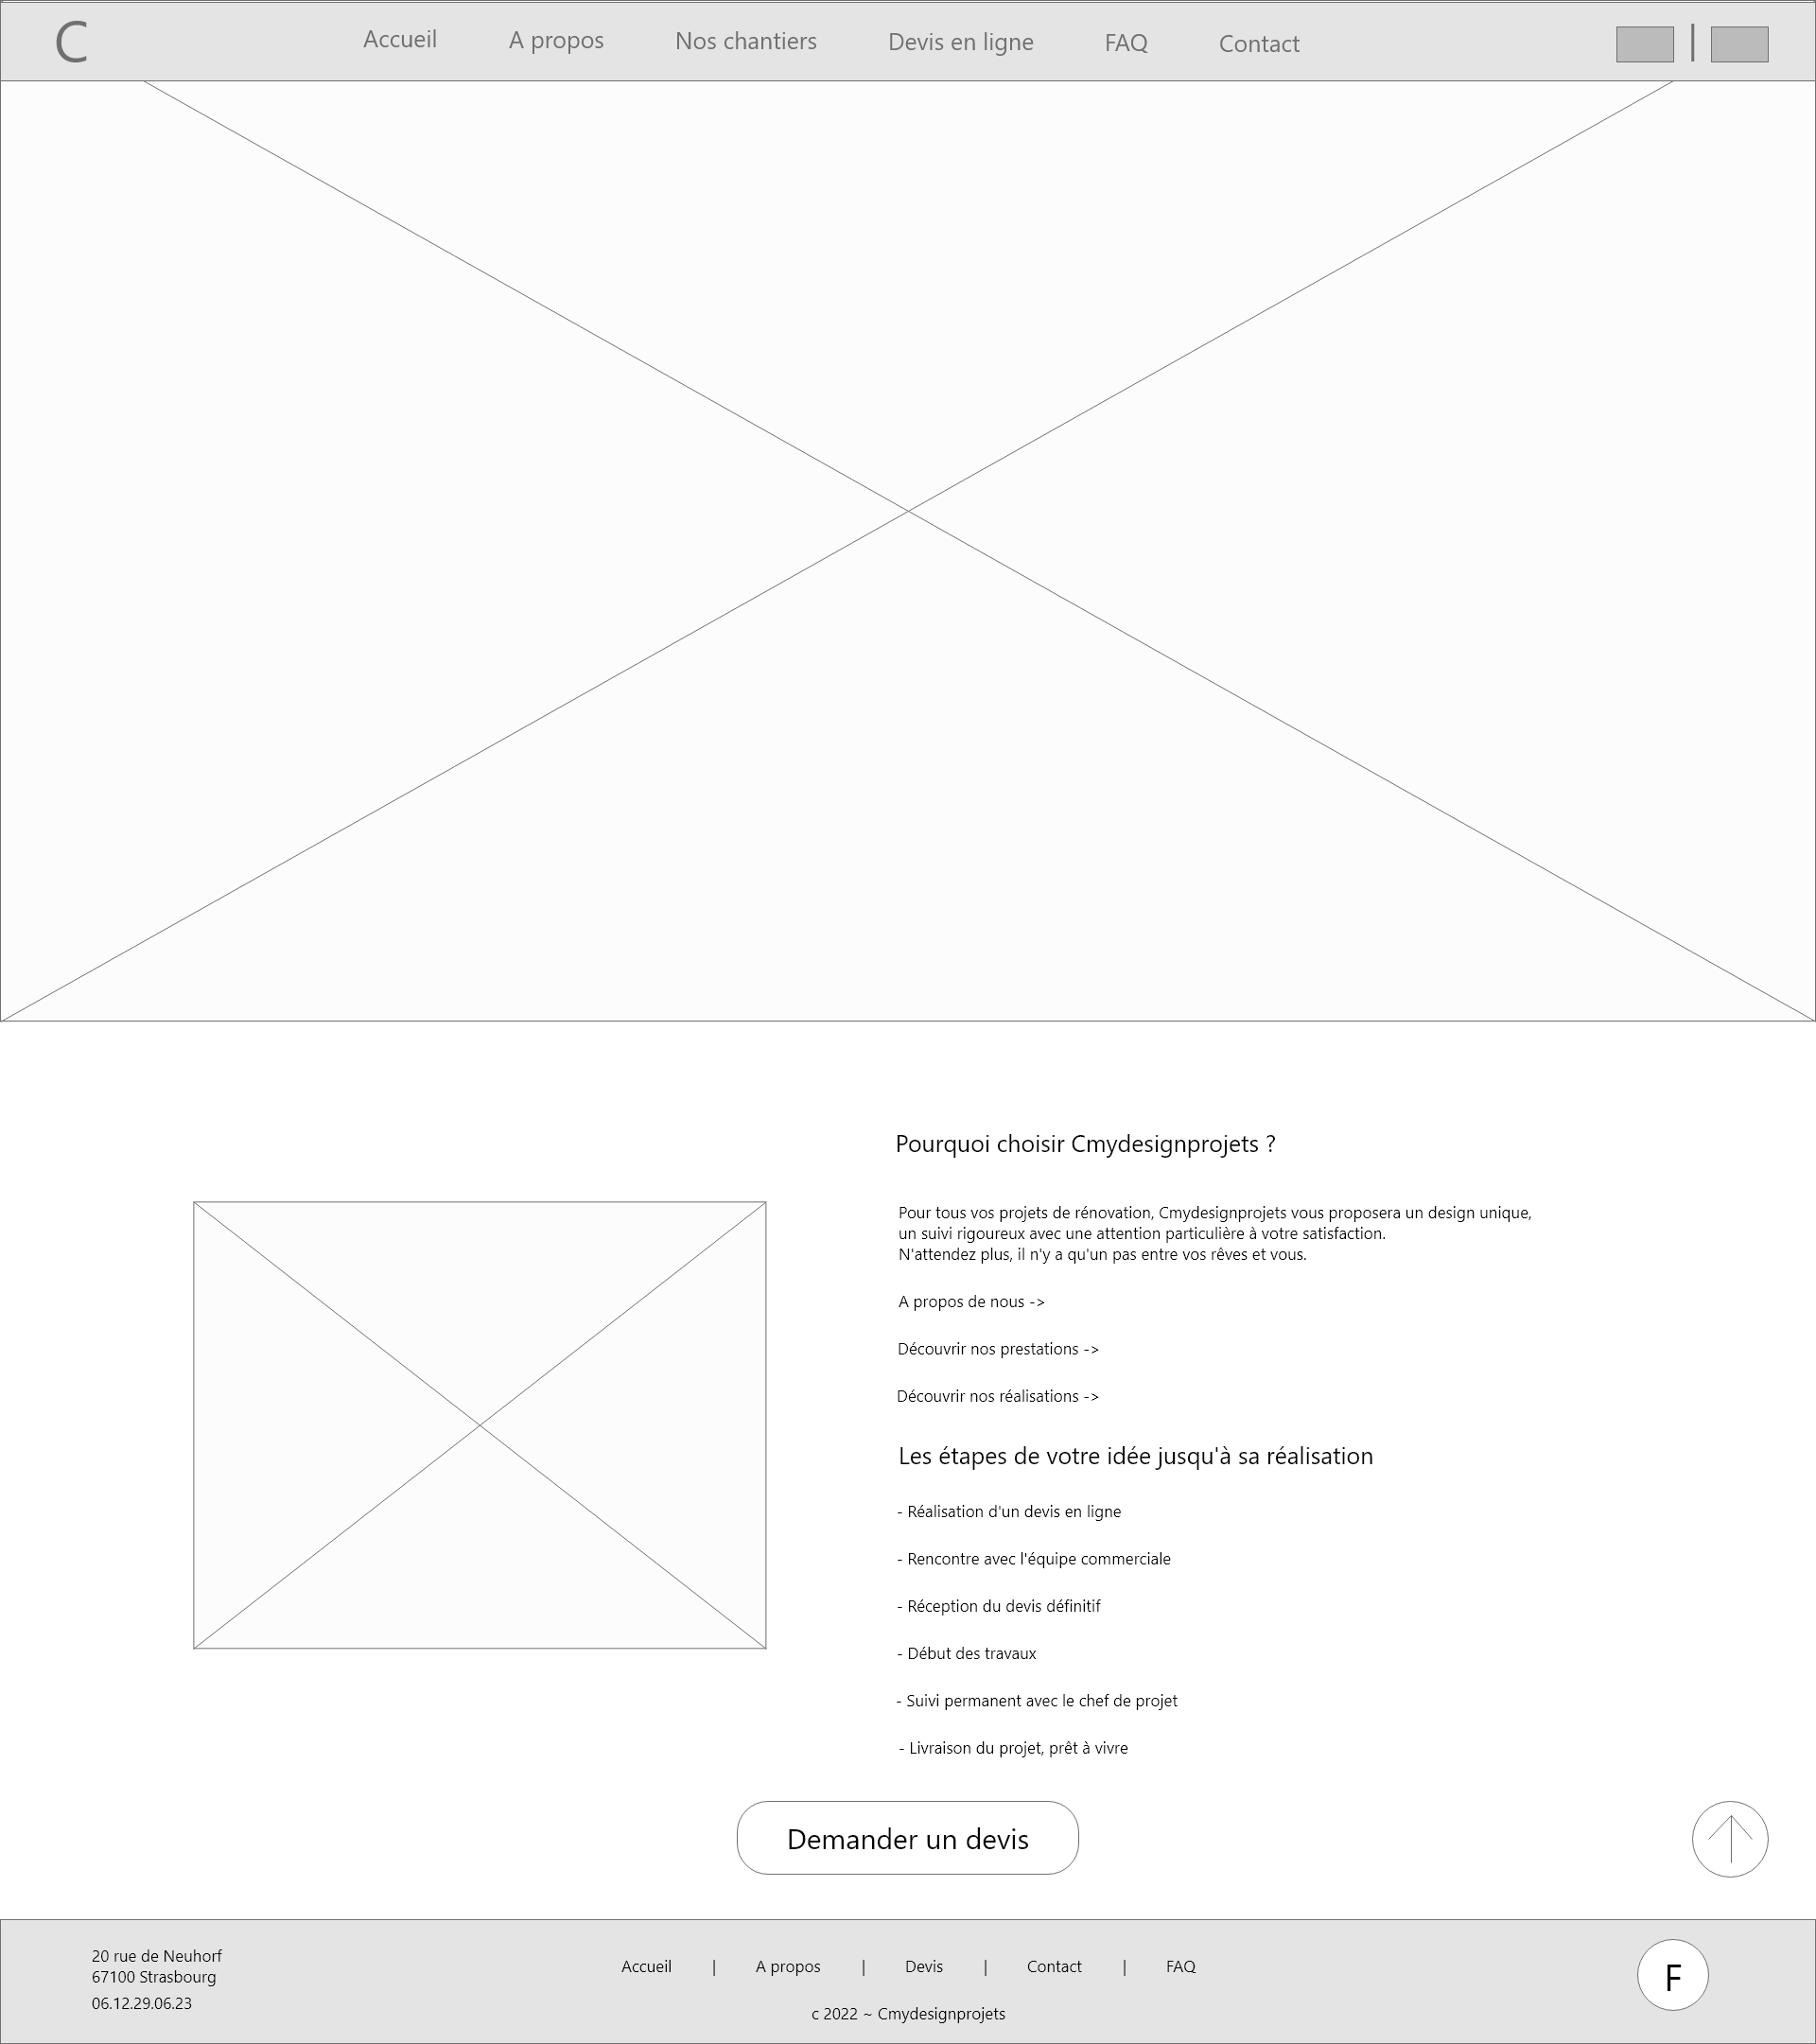 C
Accueil A propos Nos chantiers Devis en ligne FAQ Contact
Pourquoi choisir Cmydesignprojets ?
Pour tous vos projets de rénovation, Cmydesignprojets vous proposera un design unique,
un suivi rigoureux avec une attention particulière à votre satisfaction.
N'attendez plus, il n'y a qu'un pas entre vos rêves et vous.
A propos de nous ->
Découvrir nos prestations ->
Découvrir nos réalisations ->
Les étapes de votre idée jusqu'à sa réalisation
- Réalisation d'un devis en ligne
- Rencontre avec l'équipe commerciale
- Réception du devis définitif
- Début des travaux
- Suivi permanent avec le chef de projet
- Livraison du projet, prêt à vivre
Demander un devis
20 rue de Neuhorf
67100 Strasbourg
06.12.29.06.23
Accueil | A propos | Devis | Contact | FAQ
c 2022 ~ Cmydesignprojets
F